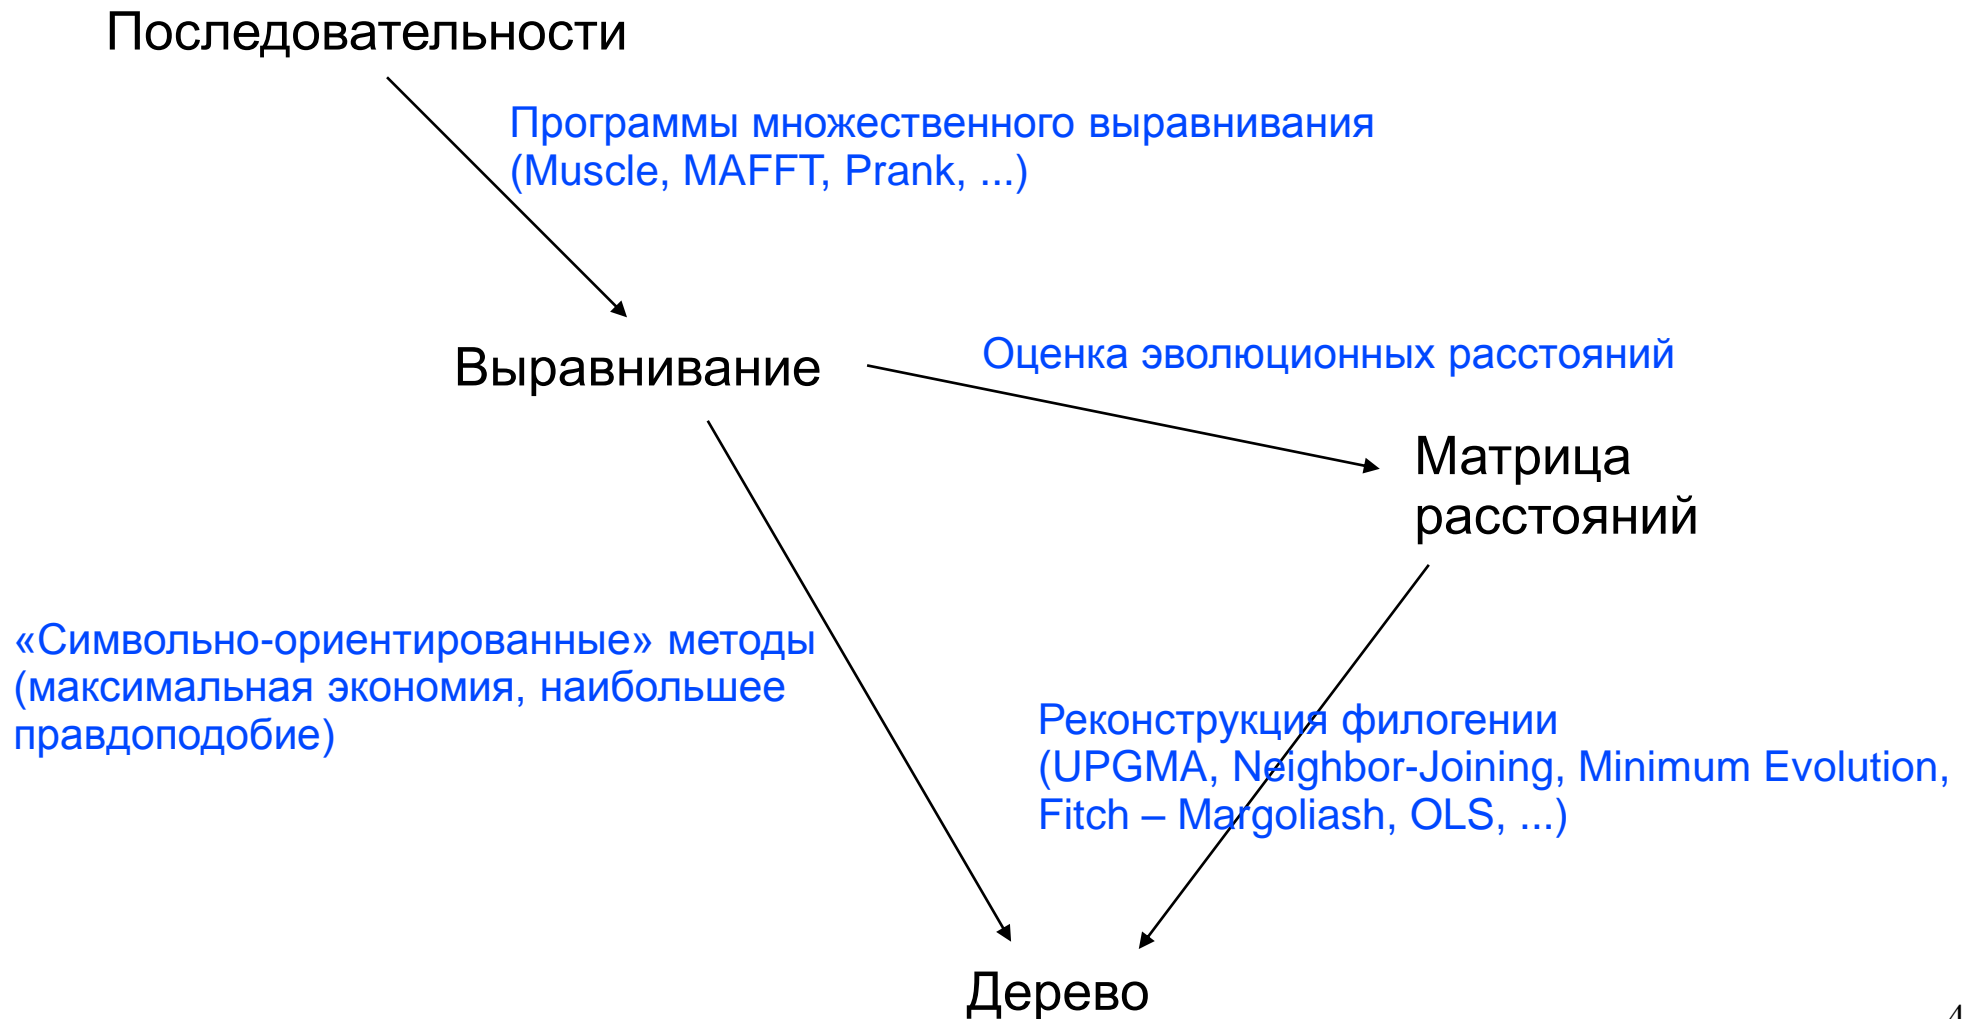 Последовательности
Программы множественного выравнивания
(Muscle, MAFFT, Prank, ...)
Выравнивание
Оценка эволюционных расстояний
Матрица
расстояний
«Символьно-ориентированные» методы
(максимальная экономия, наибольшее
правдоподобие)
Реконструкция филогении
(UPGMA, Neighbor-Joining, Minimum Evolution,
Fitch – Margoliash, OLS, ...)
Дерево
4